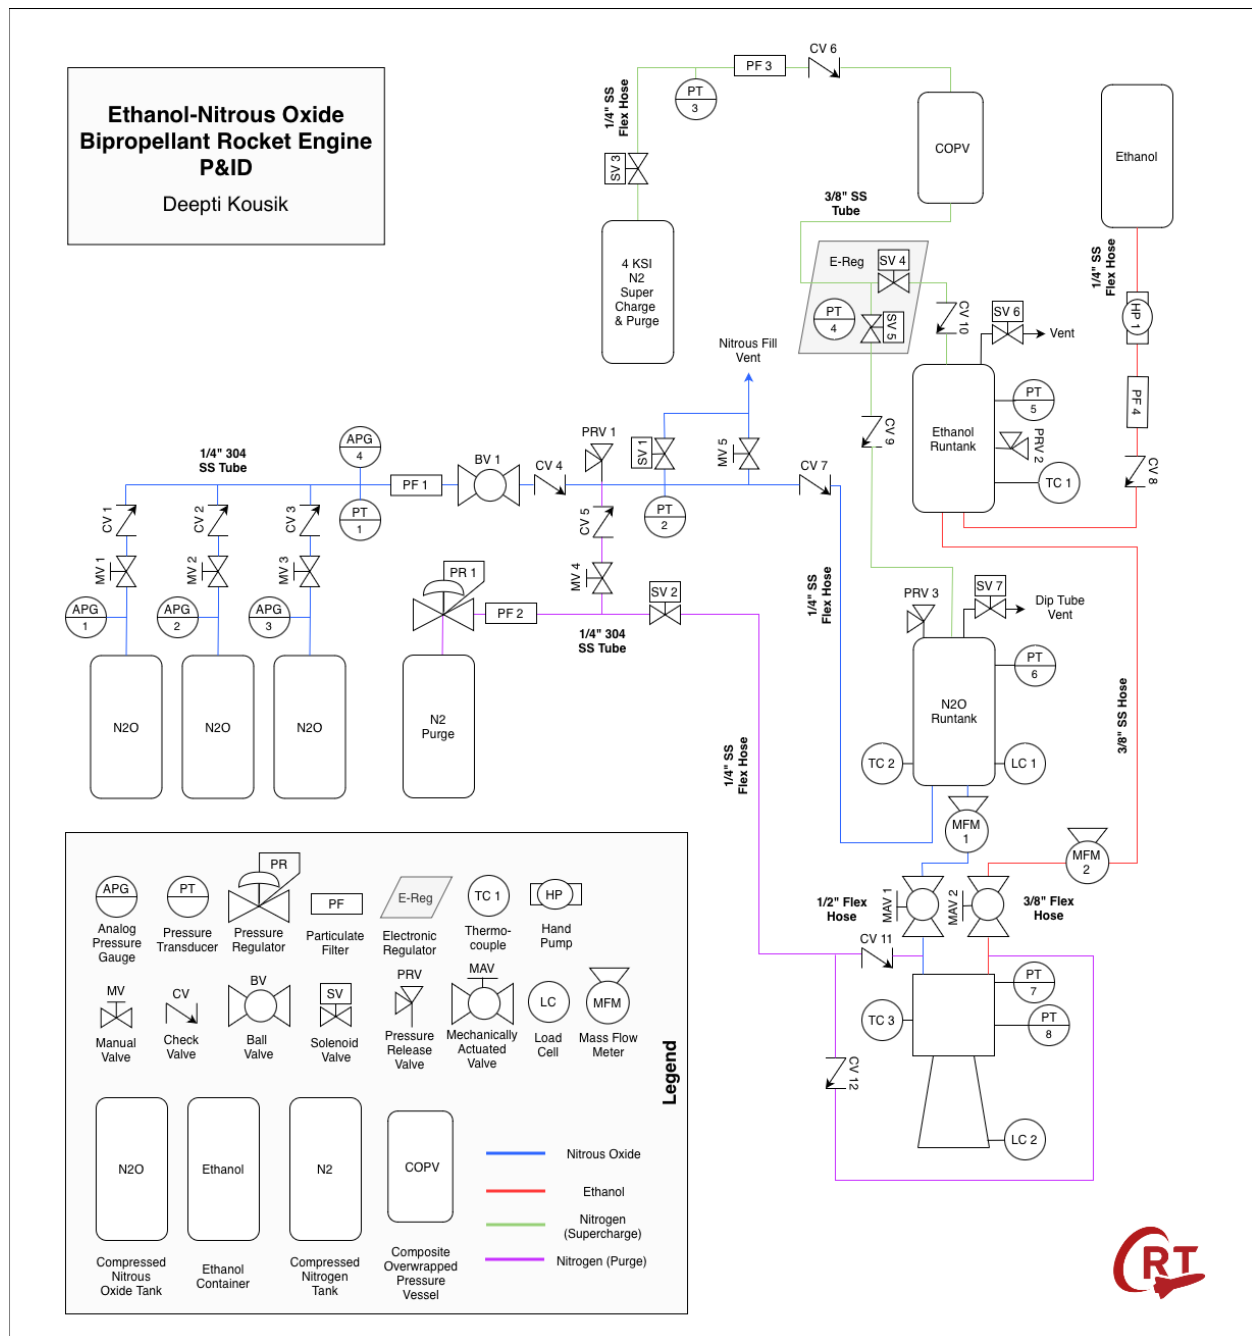 Ethanol-Nitrous Oxide
Bipropellant Rocket Engine
P&ID
Deepti Kousik
1/4" SS
Flex Hose
PT
3
PF 3
CV 6
SV 3
4 KSI
N2
Super
Charge
& Purge
COPV
3/8" SS
Tube
Ethanol
1/4" SS
Flex Hose
HP 1
PF 4
CV 8
E-Reg
SV 4
PT
4
SV 5
CV 10
SV 6
Vent
Ethanol
Runtank
PT
5
PRV 2
TC 1
CV 9
Nitrous Fill
Vent
1/4" 304
SS Tube
APG
4
PT
1
PF 1
BV 1
CV 4
PRV 1
SV 1
MV 5
PT
2
CV 7
CV 1
CV 2
CV 3
CV 5
MV 1
MV 2
MV 3
MV 4
APG
1
APG
2
APG
3
PR 1
PF 2
SV 2
1/4" 304
SS Tube
1/4" SS
Flex Hose
N2O
N2O
N2O
N2
Purge
PRV 3
SV 7
Dip Tube
Vent
PT
6
N2O
Runtank
TC 2
LC 1
3/8" SS Hose
1/4" SS
Flex Hose
MFM
1
MFM
2
1/2" Flex
Hose
MAV 1
MAV 2
3/8" Flex
Hose
CV 11
PT
7
TC 3
PT
8
CV 12
LC 2
APG
Analog
Pressure
Gauge
PT
Pressure
Transducer
PR
Pressure
Regulator
PF
Particulate
Filter
E-Reg
Electronic
Regulator
TC 1
Thermo-
couple
HP
Hand
Pump
MV
Manual
Valve
CV
Check
Valve
BV
Ball
Valve
SV
Solenoid
Valve
PRV
Pressure
Release
Valve
MAV
Mechanically
Actuated
Valve
LC
Load
Cell
MFM
Mass Flow
Meter
Legend
N2O
Compressed
Nitrous
Oxide Tank
Ethanol
Ethanol
Container
N2
Compressed
Nitrogen
Tank
COPV
Composite
Overwrapped
Pressure
Vessel
Nitrous Oxide
Ethanol
Nitrogen
(Supercharge)
Nitrogen (Purge)
CRT